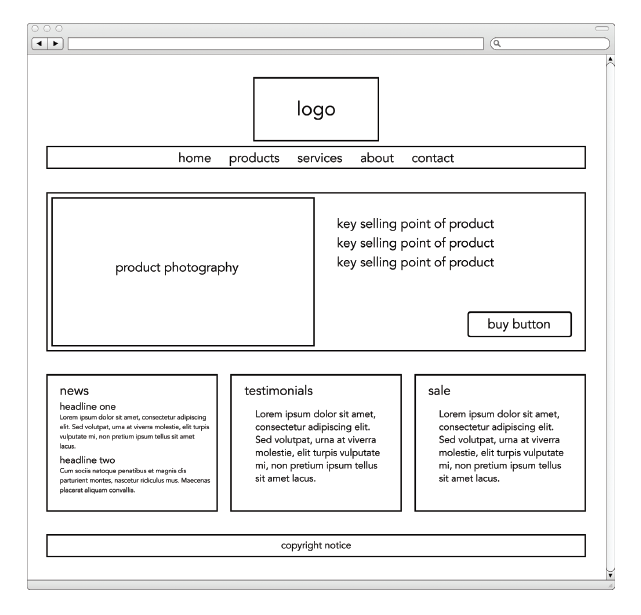 logo
home products services about contact
product photography
key selling point of product
key selling point of product
key selling point of product
buy button
news
headline one
Lorem ipsum dolor sit amet, consectetur adipiscing
elit. Sed volutpat, urna at viverra molestie, elit turpis
vulputate mi, non pretium ipsum sit amet
lacus.
headline two
Cum sociis natoque penatibus et magnis dis
parturient montes, nascetur ridiculus mus. Maecenas
placerat aliquam convallis.
testimonials
Lorem ipsum dolor sit amet,
consectetur adipiscing elit.
Sed volutpat, urna at viverra
molestie, elit turpis vulputate
mi, non pretium ipsum tellus
sit amet lacus.
sale
Lorem ipsum dolor sit amet,
consectetur adipiscing elit.
Sed volutpat, urna at viverra
molestie, elit turpis vulputate
mi, non pretium ipsum tellus
sit amet lacus.
copyright notice